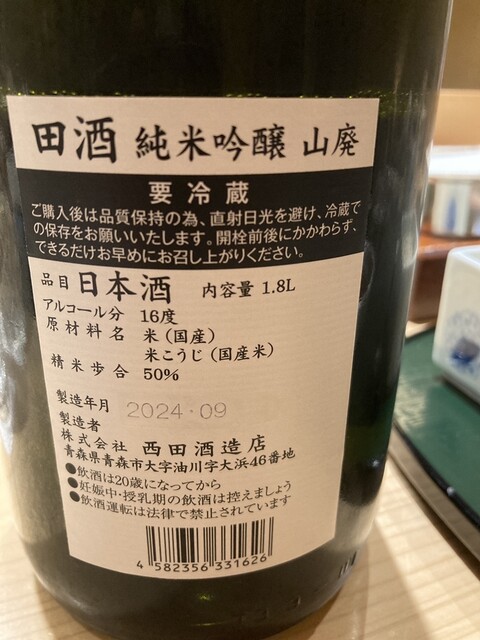 田酒 純米吟醸 山廃
要冷蔵
ご購入後は品質保持の為、直射日光を避け、冷蔵で
の保存をお願いいたします。開栓前後にかかわらず、
できるだけお早めにお召し上がりください。
品目 日本酒 内容量 1.8L
アルコール分 16度
原材料名 米（国産）
米こうじ（国産米）
精米歩合 50%
製造年月 2024・09
製造者
株式会社 西田酒造店
青森県青森市大字油川字大浜46番地
●飲酒は20歳になってから
●妊娠中・授乳期の飲酒は控えましょう
●飲酒運転は法律で禁止されています
4 582356 331626